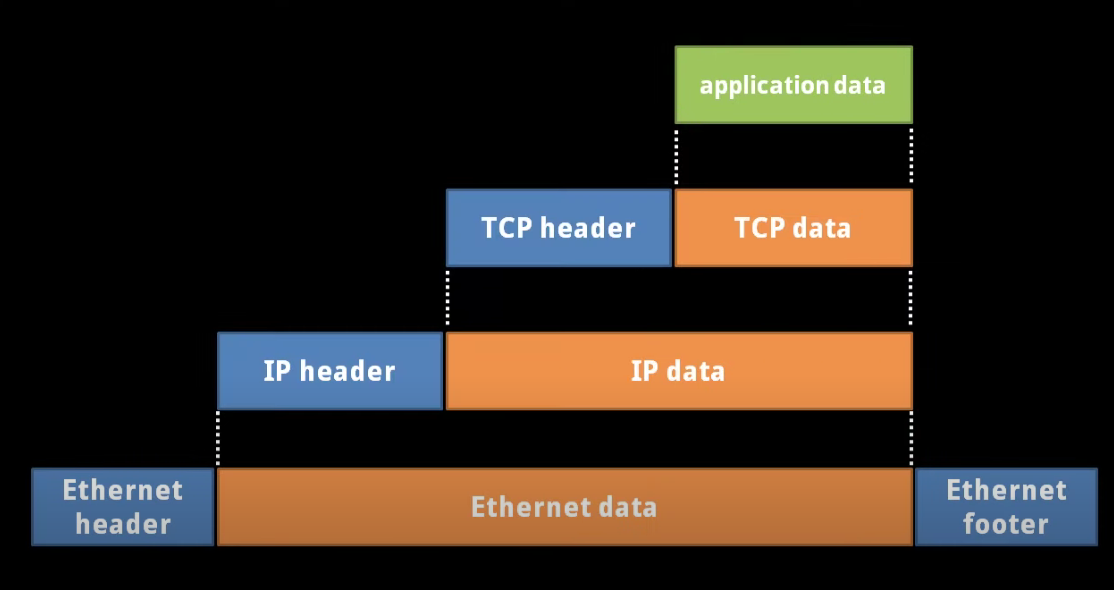 application data
TCP header
TCP data
IP header
IP data
Ethernet
header
Ethernet data
Ethernet
footer